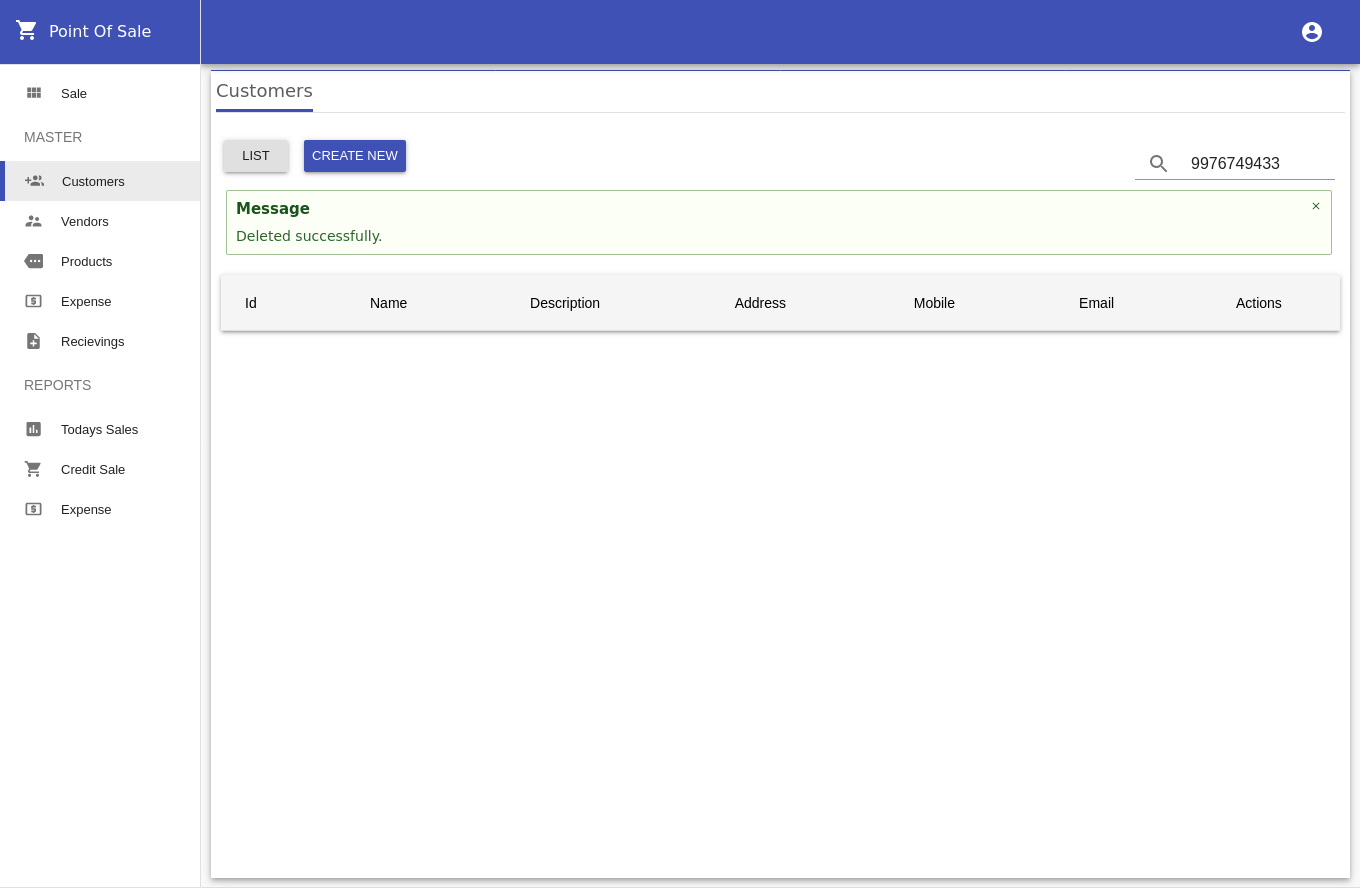 Point Of Sale
Sale
MASTER
Customers
Vendors
Products
Expense
Recievings
REPORTS
Todays Sales
Credit Sale
Expense
Customers
LIST
CREATE NEW
9976749433
Message
×
Deleted successfully.
Id
Name
Description
Address
Mobile
Email
Actions